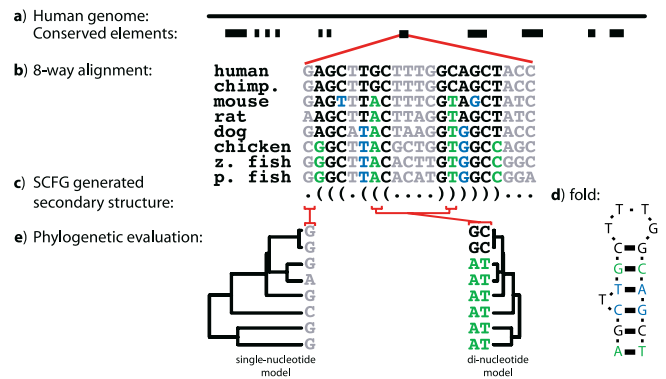 a) Human genome:
Conserved elements:
b) 8-way alignment:
human GAGCTTGCTTTGGCAGCTACC
chimp. GAGCTTGCTTTGGCAGCTACC
mouse GAGTTTACTTTCGTAGCTATC
rat AAGCTTACTTAGGTAGCTATC
dog GAGCATACTAAGGTGGCTACC
chicken CGGCTTACGCTGGTGGCCAGC
z. fish GGGCTTACACTTGTGGCCGGC
p. fish GGGCTTACATATGTGGCCGGA
c) SCFG generated
secondary structure: .(((.(((....))))))...
d) fold:
e) Phylogenetic evaluation:
G GC
G GC
G AT
A AT
G AT
C AT
G AT
G AT
single-nucleotide
model
di-nucleotide
model
T T
T G
T G
C G
G C
T A
T
C G
G C
A T